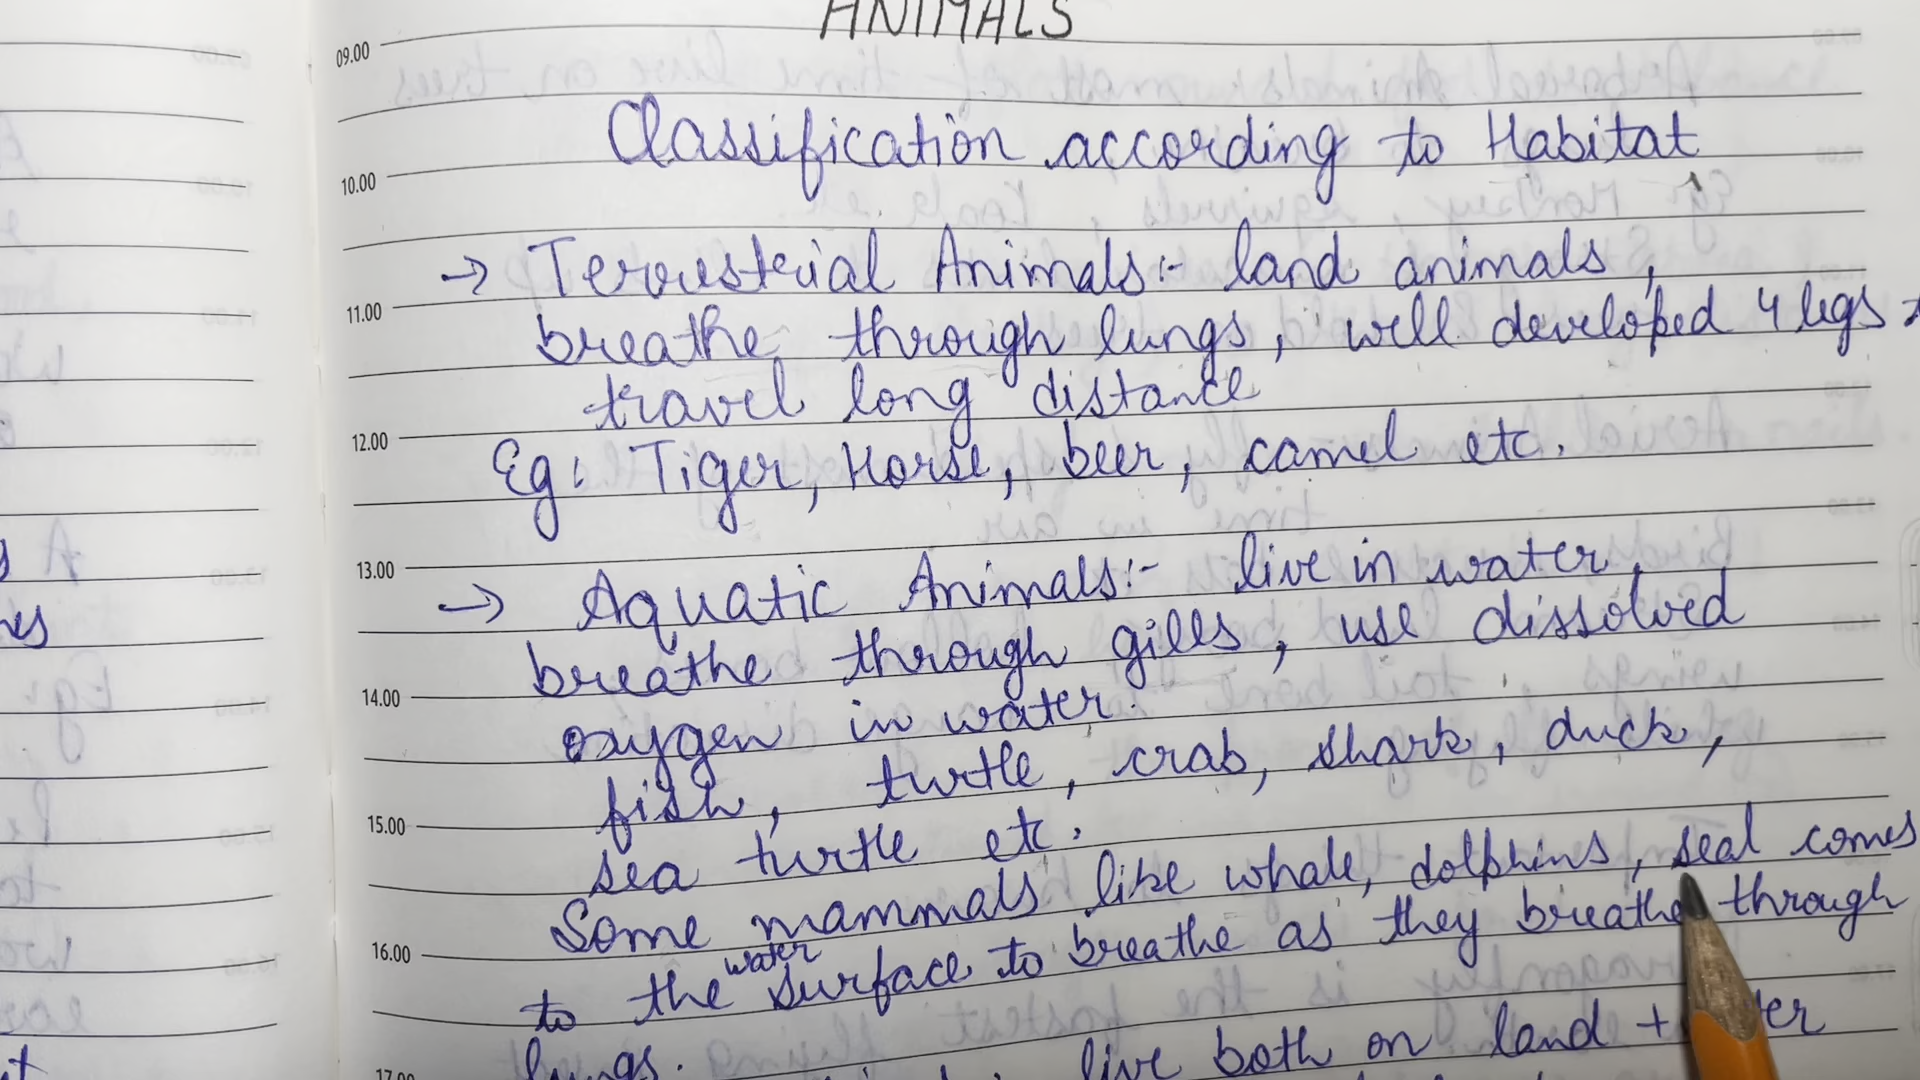 ANIMALS
09.00
Classification according to Habitat
10.00
→ Terrusterial Animals:- land animals,
11.00
breathe through lungs, well developed 4 legs
travel long distance
12.00
Eg: Tiger, Horse, beer, camel etc.
13.00
→ Aquatic Animals:- live in water,
breathe through gills, use dissolved
14.00
oxygen in water.
fish, turtle, crab, shark, duck,
15.00
sea turtle etc.
Some mammals like whale, dolphins, seal comes
16.00
to the water surface to breathe as they breathe through
lungs. live both on land +
17.00